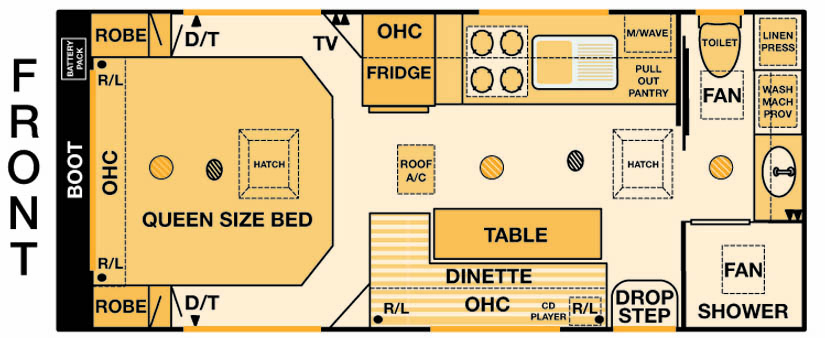 FRONT
BATTERY
PACK
BOOT
ROBE
D/T
TV
R/L
OHC
HATCH
QUEEN SIZE BED
R/L
ROBE
D/T
OHC
FRIDGE
M/WAVE
PULL
OUT
PANTRY
ROOF
A/C
HATCH
TOILET
FAN
LINEN
PRESS
WASH
MACH
PROV
TABLE
DINETTE
R/L
OHC
CD
PLAYER
R/L
DROP
STEP
FAN
SHOWER